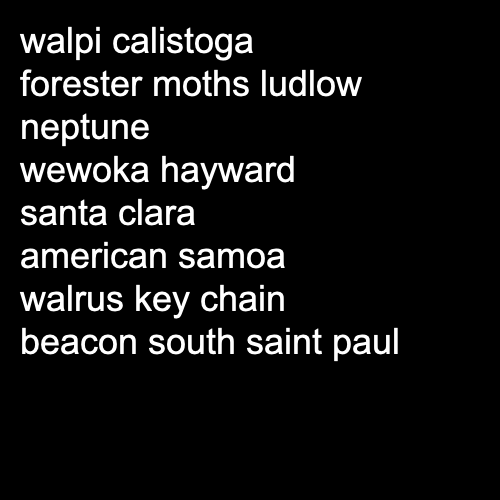 walpi calistoga
forester moths ludlow
neptune
wewoka hayward
santa clara
american samoa
walrus key chain
beacon south saint paul